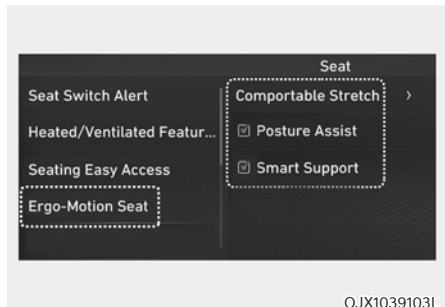 Seat
Seat Switch Alert
Heated/Ventilated Featur...
Seating Easy Access
Ergo-Motion Seat
Comportable Stretch
Posture Assist
Smart Support
OJX1039103L